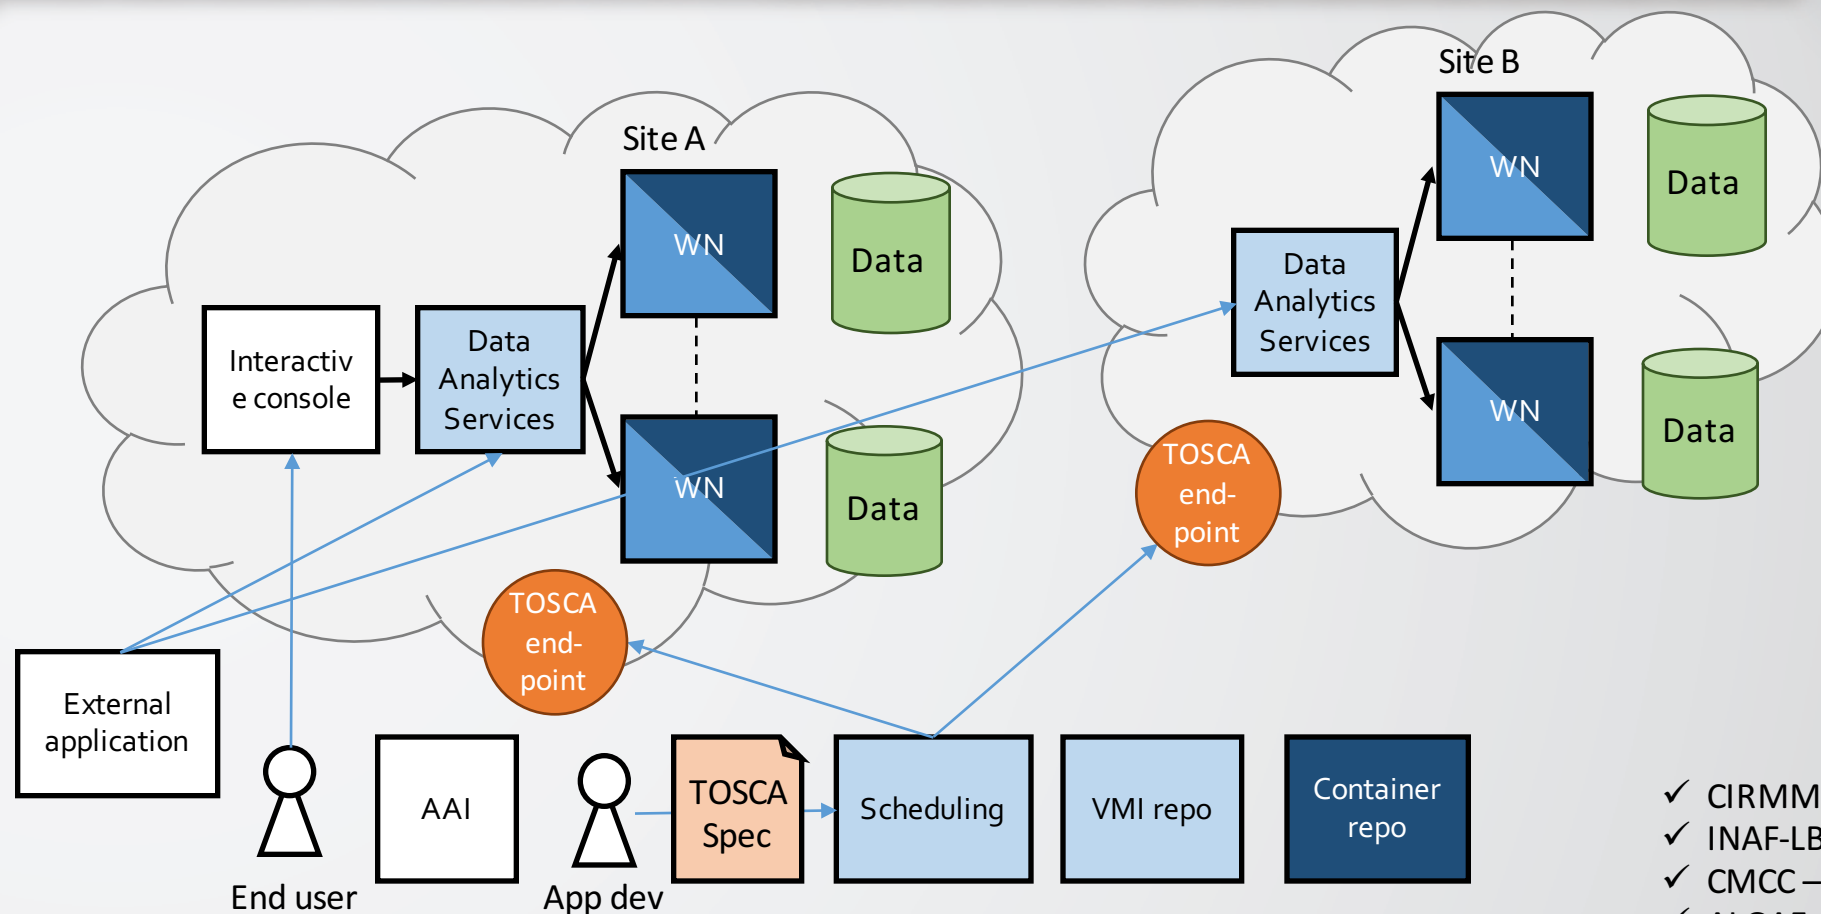 Site B
Site A
WN
Data
WN
Data
Data
Analytics
Services
Interactiv
e console
Data
Analytics
Services
WN
Data
WN
Data
TOSCA
end-
point
TOSCA
end-
point
External
application
AAI
TOSCA
Spec
Scheduling
VMI repo
Container
repo
End user
App dev
✓ CIRMM
✓ INAF-LB
✓ CMCC –